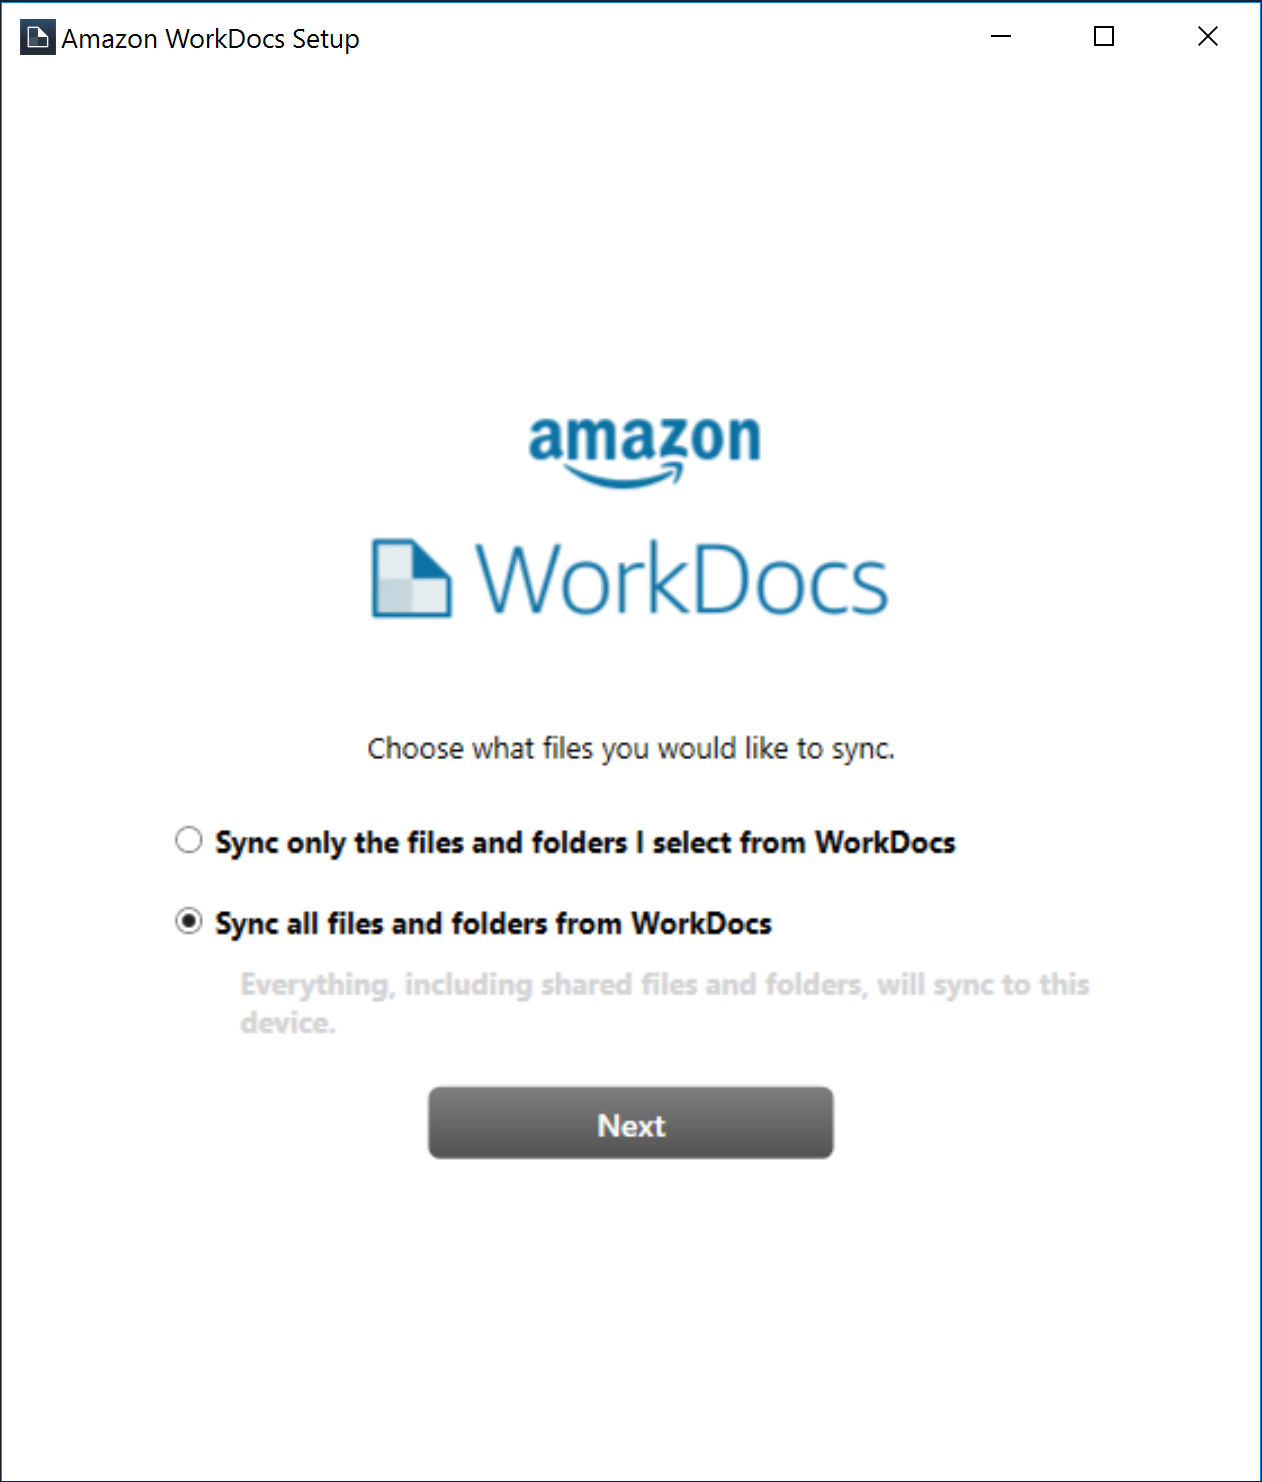 Amazon WorkDocs Setup
amazon
WorkDocs
Choose what files you would like to sync.
Sync only the files and folders I select from WorkDocs
Sync all files and folders from WorkDocs
Everything, including shared files and folders, will sync to this
device.
Next